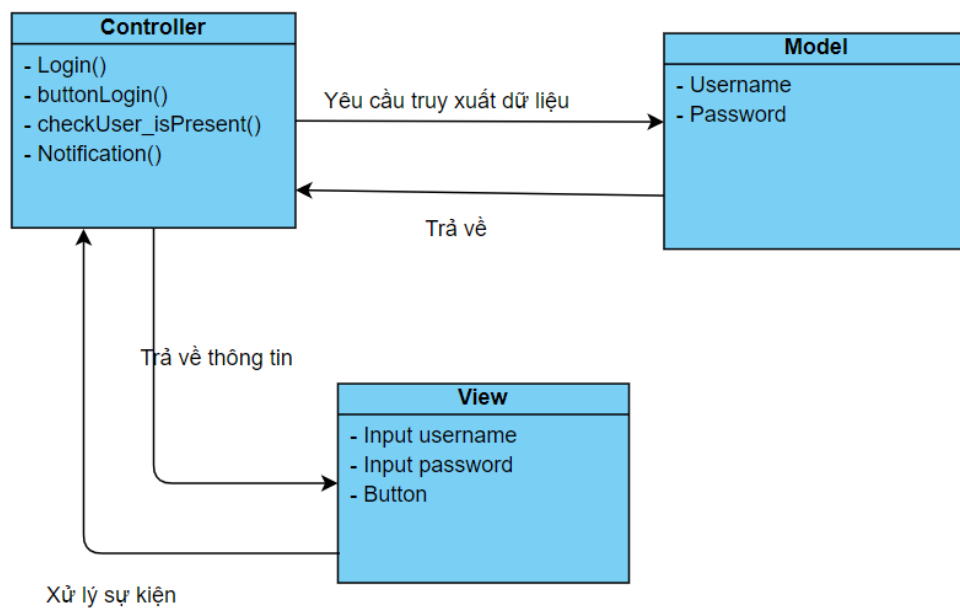 Controller
- Login()
- buttonLogin()
- checkUser_isPresent()
- Notification()
Yêu cầu truy xuất dữ liệu
Model
- Username
- Password
Trả về
Trả về thông tin
View
- Input username
- Input password
- Button
Xử lý sự kiện